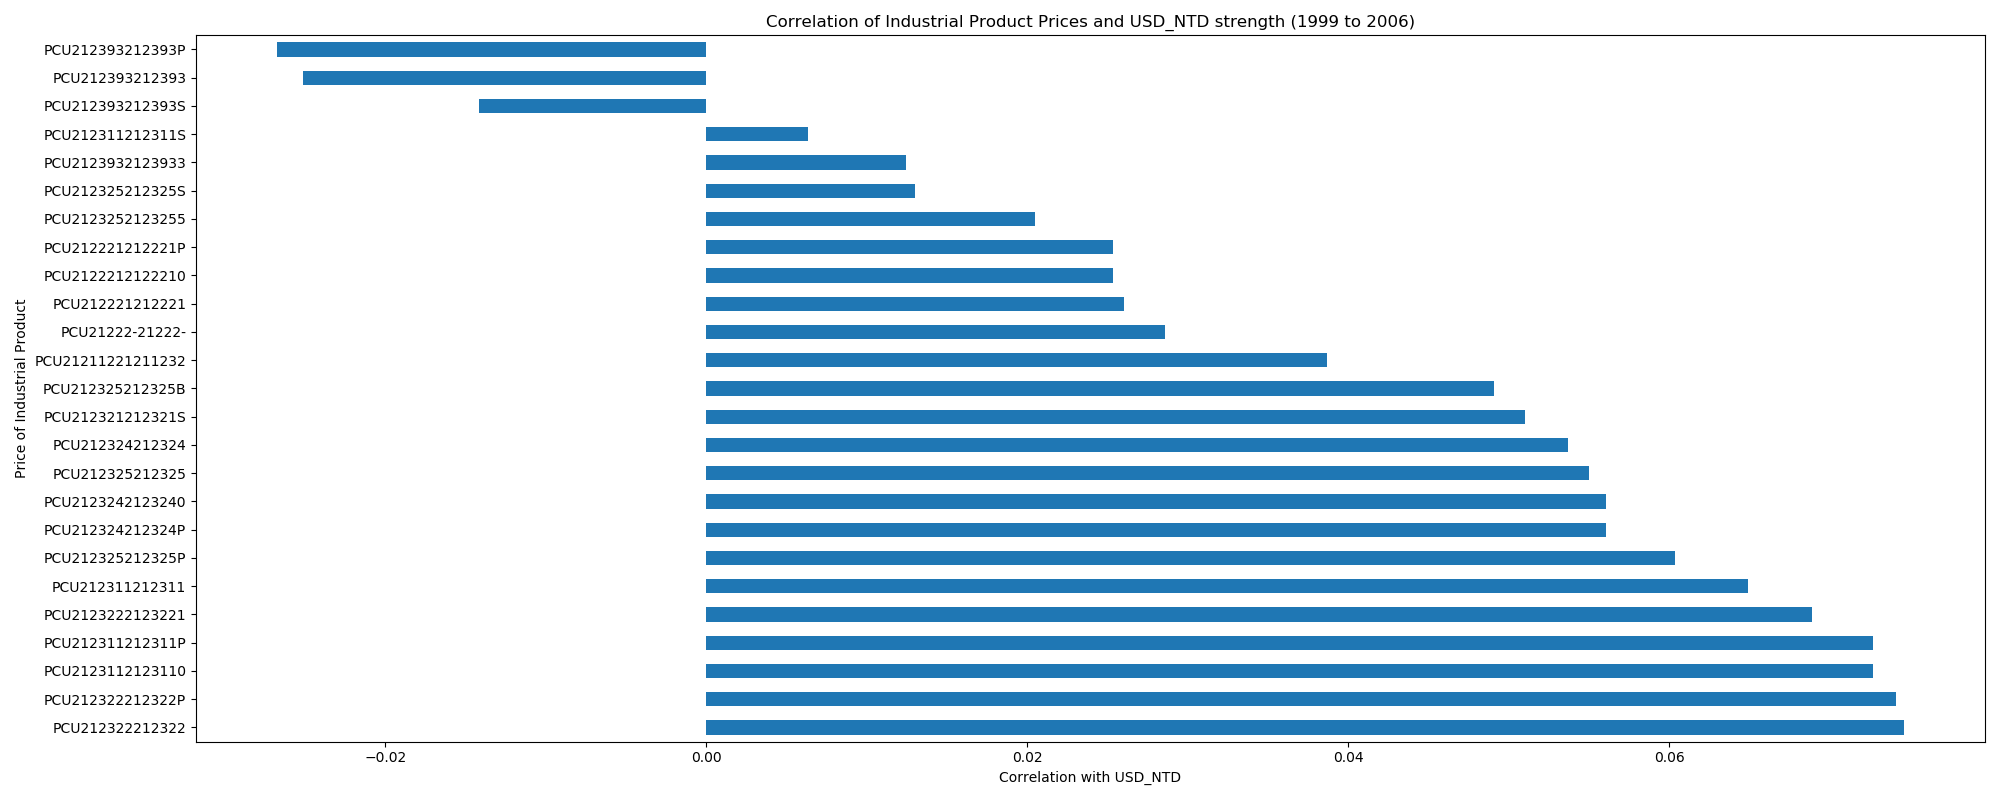 Correlation of Industrial Product Prices and USD_NTD strength (1999 to 2006)
Price of Industrial Product
PCU212393212393P
PCU212393212393
PCU212393212393S
PCU212311212311S
PCU2123932123933
PCU212325212325S
PCU2123252123255
PCU212221212221P
PCU2122212122210
PCU212221212221
PCU21222-21222-
PCU21211221211232
PCU212325212325B
PCU212321212321S
PCU212324212324
PCU212325212325
PCU2123242123240
PCU212324212324P
PCU212325212325P
PCU212311212311
PCU2123222123221
PCU212311212311P
PCU2123112123110
PCU212322212322P
PCU212322212322
−0.02 0.00 0.02 0.04 0.06
Correlation with USD_NTD